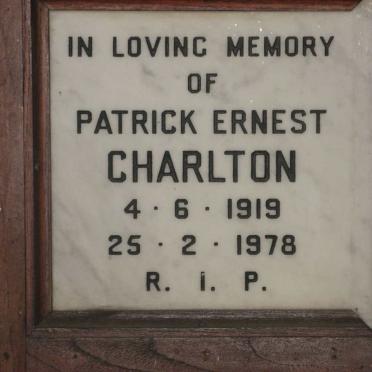 IN LOVING MEMORY
OF
PATRICK ERNEST
CHARLTON
4 · 6 · 1919
25 · 2 · 1978
R. I. P.